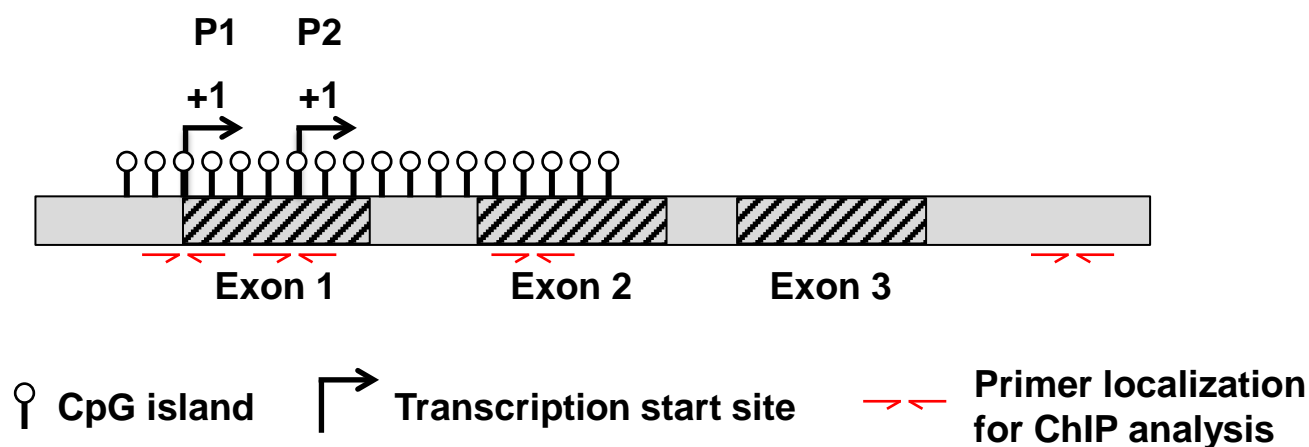 P1 P2
+1 +1
Exon 1 Exon 2 Exon 3
CpG island Transcription start site Primer localization
for ChIP analysis